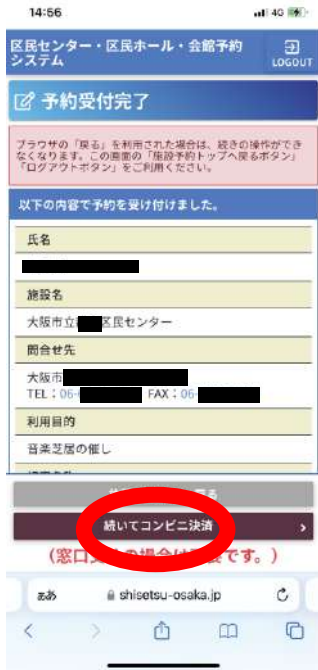 14:56
4G
区民センター・区民ホール・会館予約
システム
LOGOUT
予約受付完了
ブラウザの「戻る」を利用された場合は、続きの操作ができ
なくなります。この画面の「施設予約トップへ戻るボタン」
「ログアウトボタン」をご利用ください。
以下の内容で予約を受け付けました。
氏名
施設名
大阪市立 区民センター
問合せ先
大阪市
TEL：06- FAX：06-
利用目的
音楽芝居の催し
続いてコンビニ決済
(窓口 の場合は です。)
ああ shisetsu-osaka.jp